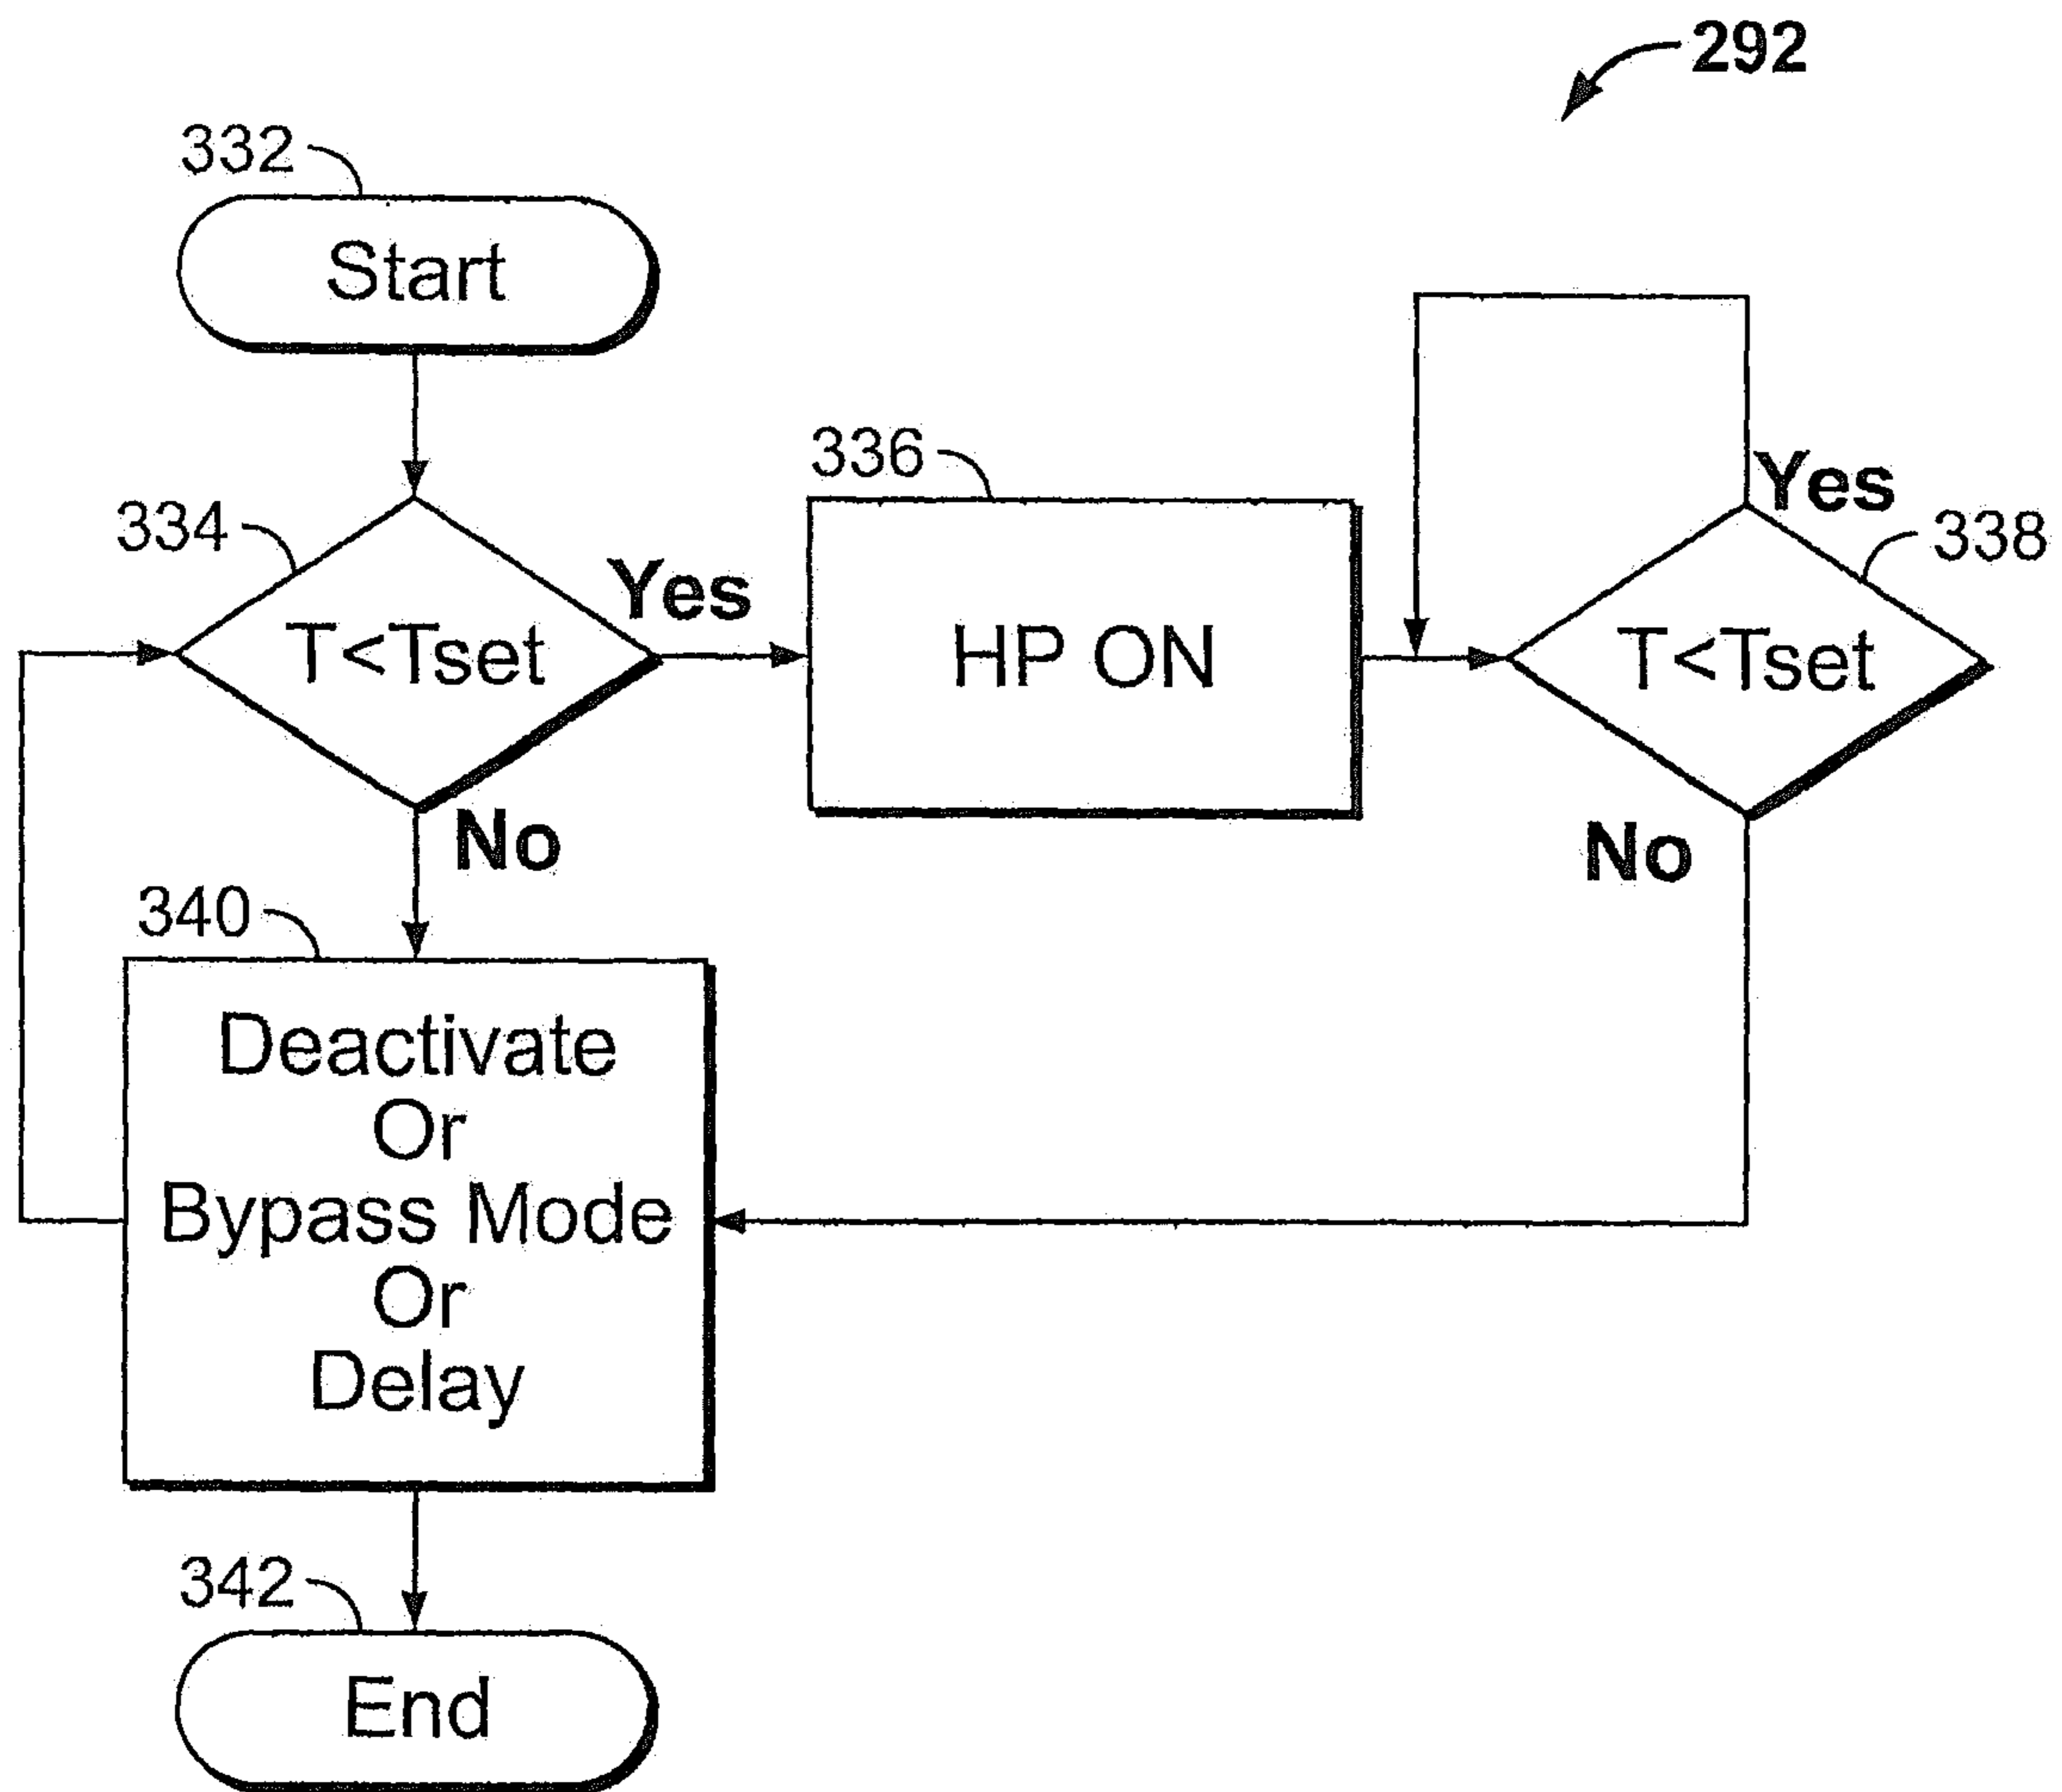 292
332
Start
334
T<Tset
Yes
336
HP ON
Yes
338
T<Tset
No
No
340
Deactivate
Or
Bypass Mode
Or
Delay
342
End